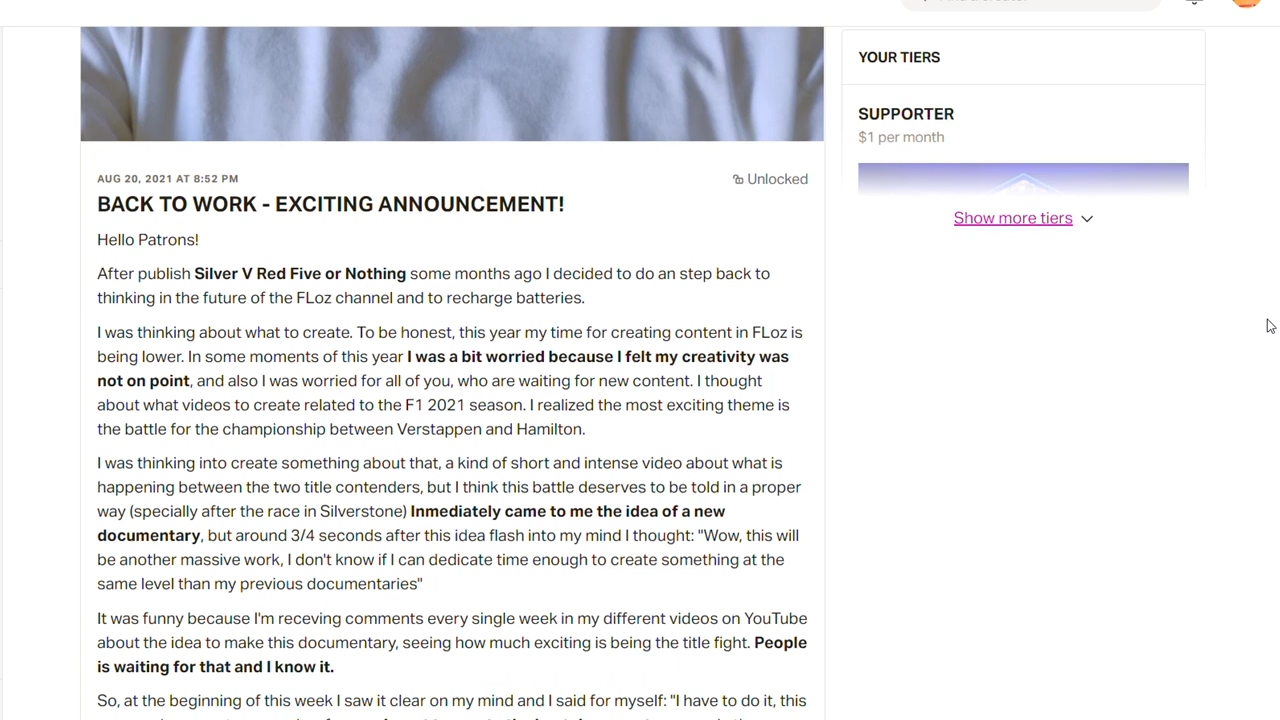 YOUR TIERS
SUPPORTER
$1 per month
Show more tiers
AUG 20, 2021 AT 8:52 PM
Unlocked
BACK TO WORK - EXCITING ANNOUNCEMENT!
Hello Patrons!
After publish Silver V Red Five or Nothing some months ago I decided to do an step back to
thinking in the future of the FLoz channel and to recharge batteries.
I was thinking about what to create. To be honest, this year my time for creating content in FLoz is
being lower. In some moments of this year I was a bit worried because I felt my creativity was
not on point, and also I was worried for all of you, who are waiting for new content. I thought
about what videos to create related to the F1 2021 season. I realized the most exciting theme is
the battle for the championship between Verstappen and Hamilton.
I was thinking into create something about that, a kind of short and intense video about what is
happening between the two title contenders, but I think this battle deserves to be told in a proper
way (specially after the race in Silverstone) Inmediately came to me the idea of a new
documentary, but around 3/4 seconds after this idea flash into my mind I thought: "Wow, this will
be another massive work, I don't know if I can dedicate time enough to create something at the
same level than my previous documentaries"
It was funny because I'm receving comments every single week in my different videos on YouTube
about the idea to make this documentary, seeing how much exciting is being the title fight. People
is waiting for that and I know it.
So, at the beginning of this week I saw it clear on my mind and I said for myself: "I have to do it, this